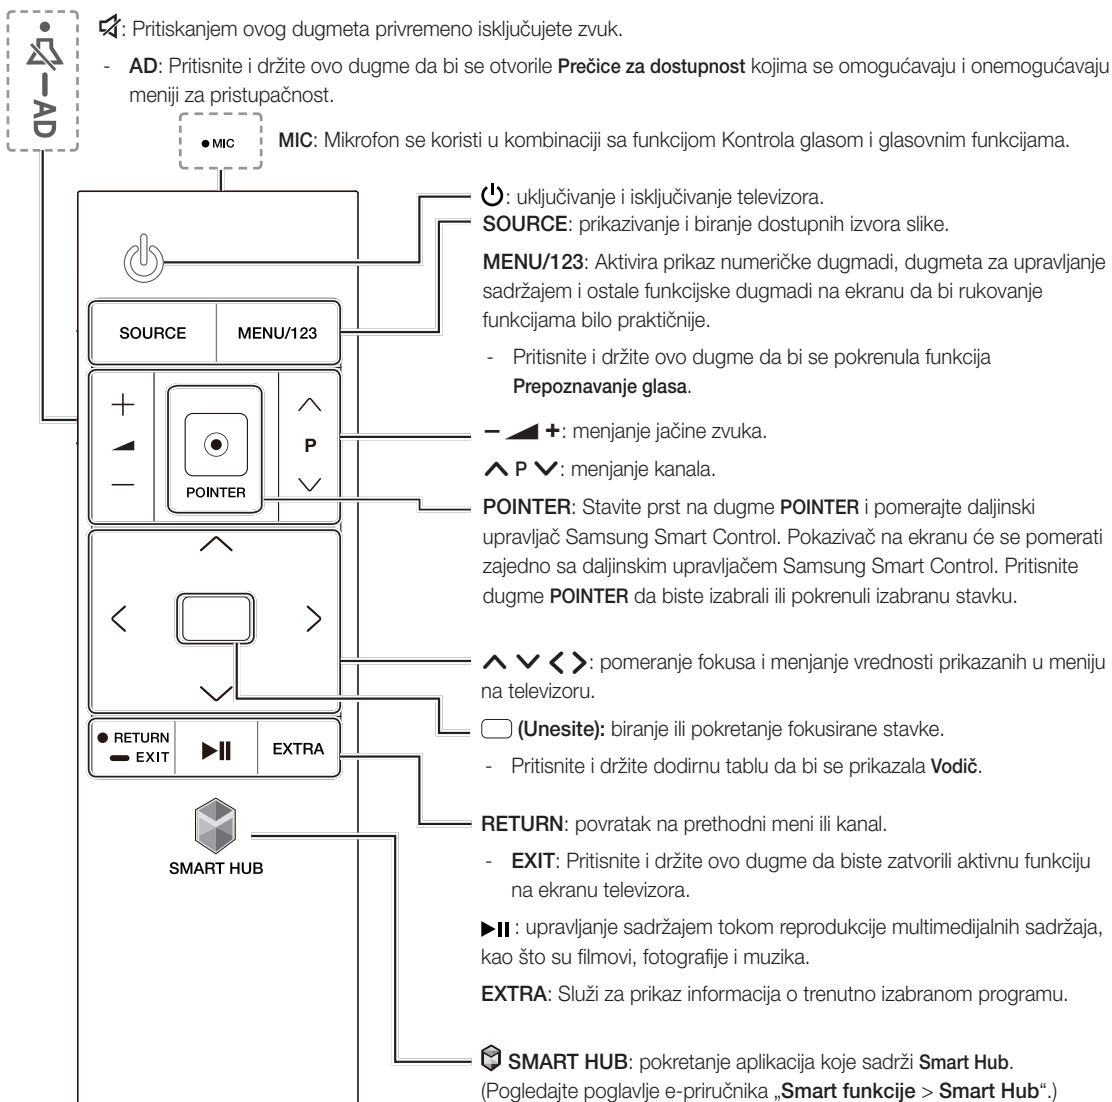 : Pritiskanjem ovog dugmeta privremeno isključujete zvuk.
- AD: Pritisnite i držite ovo dugme da bi se otvorile Prečice za dostupnost kojima se omogućavaju i onemogućavaju
meniji za pristupačnost.
AD
MIC
MIC: Mikrofon se koristi u kombinaciji sa funkcijom Kontrola glasom i glasovnim funkcijama.
: uključivanje i isključivanje televizora.
SOURCE: prikazivanje i biranje dostupnih izvora slike.
MENU/123: Aktivira prikaz numeričke dugmadi, dugmeta za upravljanje
sadržajem i ostale funkcijske dugmadi na ekranu da bi rukovanje
funkcijama bilo praktičnije.
- Pritisnite i držite ovo dugme da bi se pokrenula funkcija
Prepoznavanje glasa.
SOURCE
MENU/123
+
P
—
POINTER
– +: menjanje jačine zvuka.
P : menjanje kanala.
POINTER: Stavite prst na dugme POINTER i pomerajte daljinski
upravljač Samsung Smart Control. Pokazivač na ekranu će se pomerati
zajedno sa daljinskim upravljačem Samsung Smart Control. Pritisnite
dugme POINTER da biste izabrali ili pokrenuli izabranu stavku.
: pomeranje fokusa i menjanje vrednosti prikazanih u meniju
na televizoru.
(Unesite): biranje ili pokretanje fokusirane stavke.
- Pritisnite i držite dodirnu tablu da bi se prikazala Vodič.
RETURN
EXIT
EXTRA
SMART HUB
RETURN: povratak na prethodni meni ili kanal.
- EXIT: Pritisnite i držite ovo dugme da biste zatvorili aktivnu funkciju
na ekranu televizora.
: upravljanje sadržajem tokom reprodukcije multimedijalnih sadržaja,
kao što su filmovi, fotografije i muzika.
EXTRA: Služi za prikaz informacija o trenutno izabranom programu.
SMART HUB: pokretanje aplikacija koje sadrži Smart Hub.
(Pogledajte poglavlje e-priručnika „Smart funkcije > Smart Hub“.)